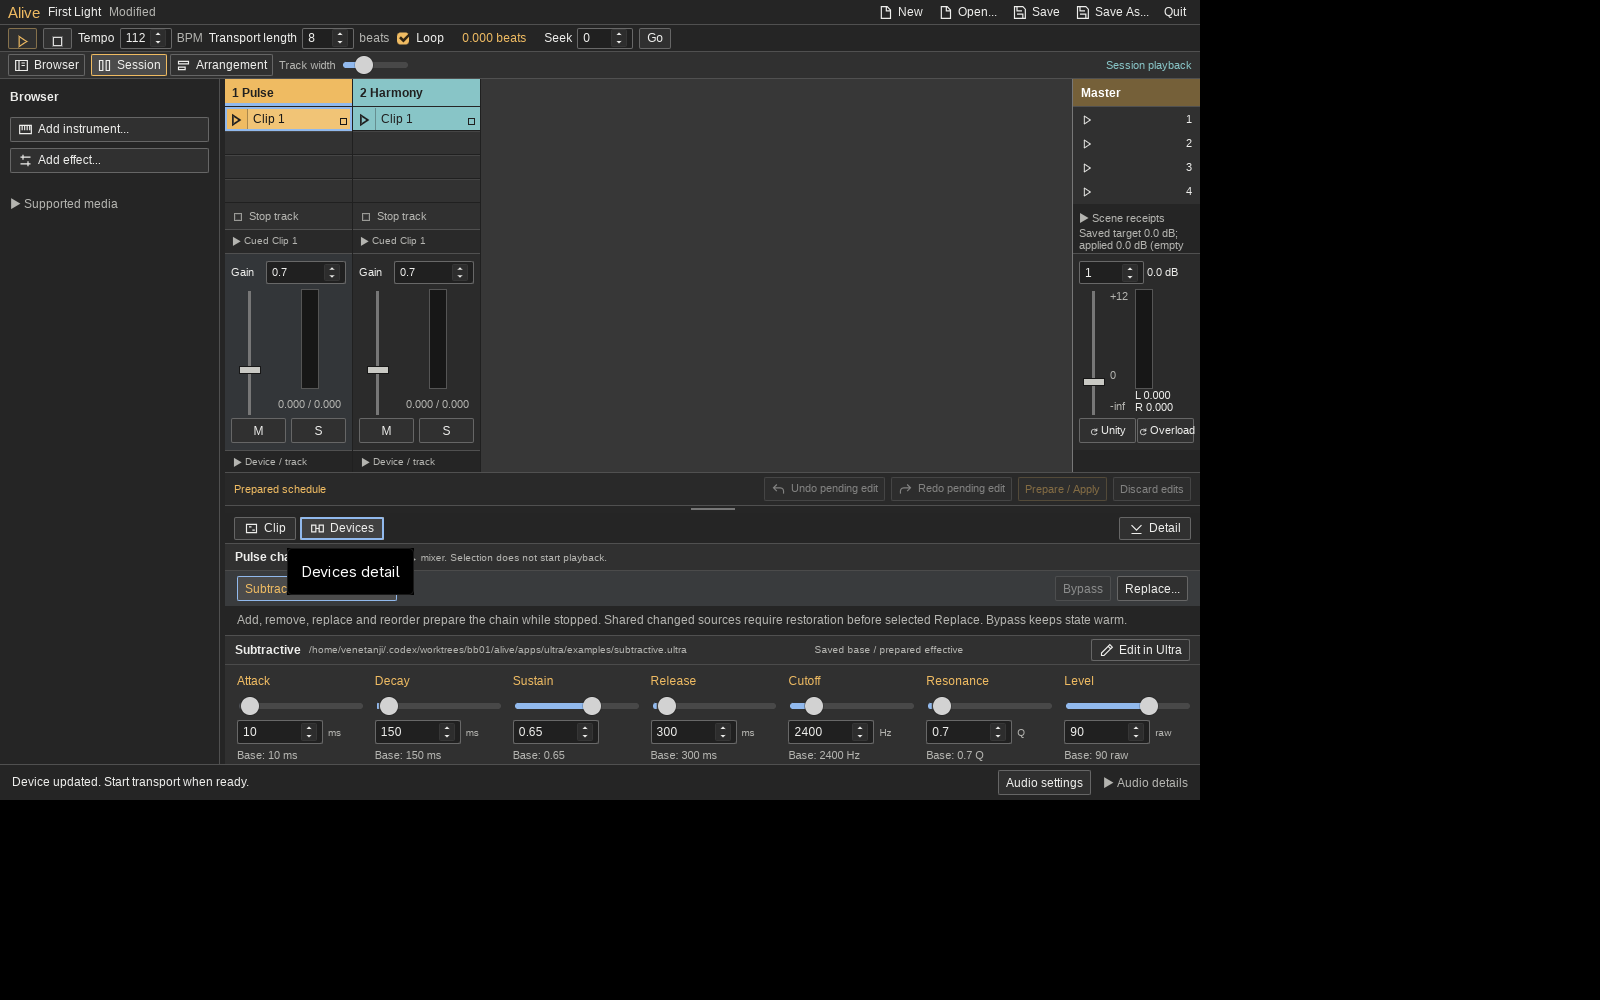 Alive First Light Modified New Open... Save Save As... Quit
Tempo 112 BPM Transport length 8 beats Loop 0.000 beats Seek 0 Go
Browser Session Arrangement Track width Session playback
Browser
Add instrument...
Add effect...
Supported media
1 Pulse 2 Harmony
Clip 1 Clip 1
Stop track Stop track
Cued Clip 1 Cued Clip 1
Gain 0.7 Gain 0.7
0.000 / 0.000 0.000 / 0.000
M S M S
Device / track Device / track
Master
1
2
3
4
Scene receipts
Saved target 0.0 dB;
applied 0.0 dB (empty
1 0.0 dB
+12
0
-inf
L 0.000
R 0.000
Unity Overload
Prepared schedule Undo pending edit Redo pending edit Prepare / Apply Discard edits
Clip Devices Detail
Pulse mixer. Selection does not start playback.
Devices detail
Bypass Replace...
Add, remove, replace and reorder prepare the chain while stopped. Shared changed sources require restoration before selected Replace. Bypass keeps state warm.
Subtractive /home/venetanji/.codex/worktrees/bb01/alive/apps/ultra/examples/subtractive.ultra Saved base / prepared effective Edit in Ultra
Attack Decay Sustain Release Cutoff Resonance Level
10 ms 150 ms 0.65 300 ms 2400 Hz 0.7 Q 90 raw
Base: 10 ms Base: 150 ms Base: 0.65 Base: 300 ms Base: 2400 Hz Base: 0.7 Q Base: 90 raw
Device updated. Start transport when ready. Audio settings Audio details